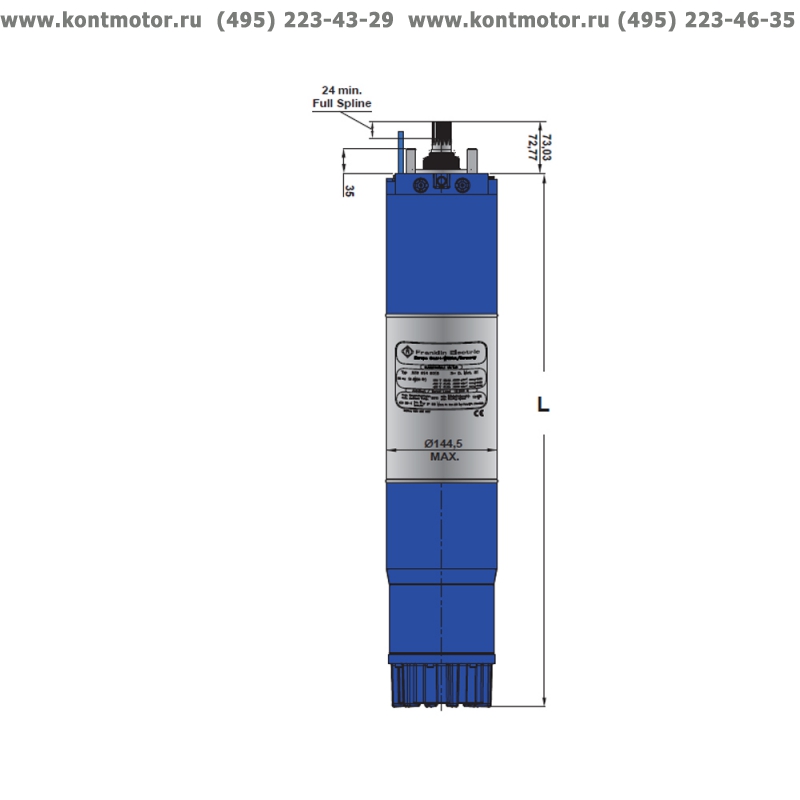 www.kontmotor.ru (495) 223-43-29 www.kontmotor.ru (495) 223-46-35
24 min.
Full Spline
73,03
72,77
35
Franklin Electric
L
CE
Ø144,5
MAX.